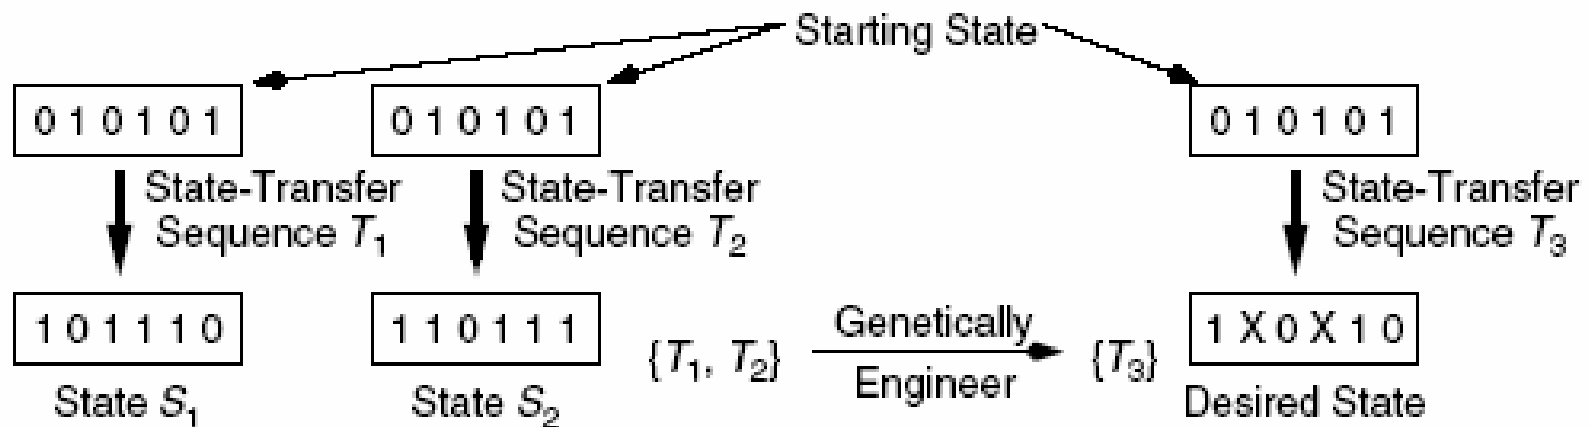 Starting State
0 1 0 1 0 1
0 1 0 1 0 1
0 1 0 1 0 1
State-Transfer
Sequence T1
State-Transfer
Sequence T2
State-Transfer
Sequence T3
1 0 1 1 1 0
1 1 0 1 1 1
{T1, T2}
Genetically
Engineer
{T3}
1 X 0 X 1 0
State S1
State S2
Desired State